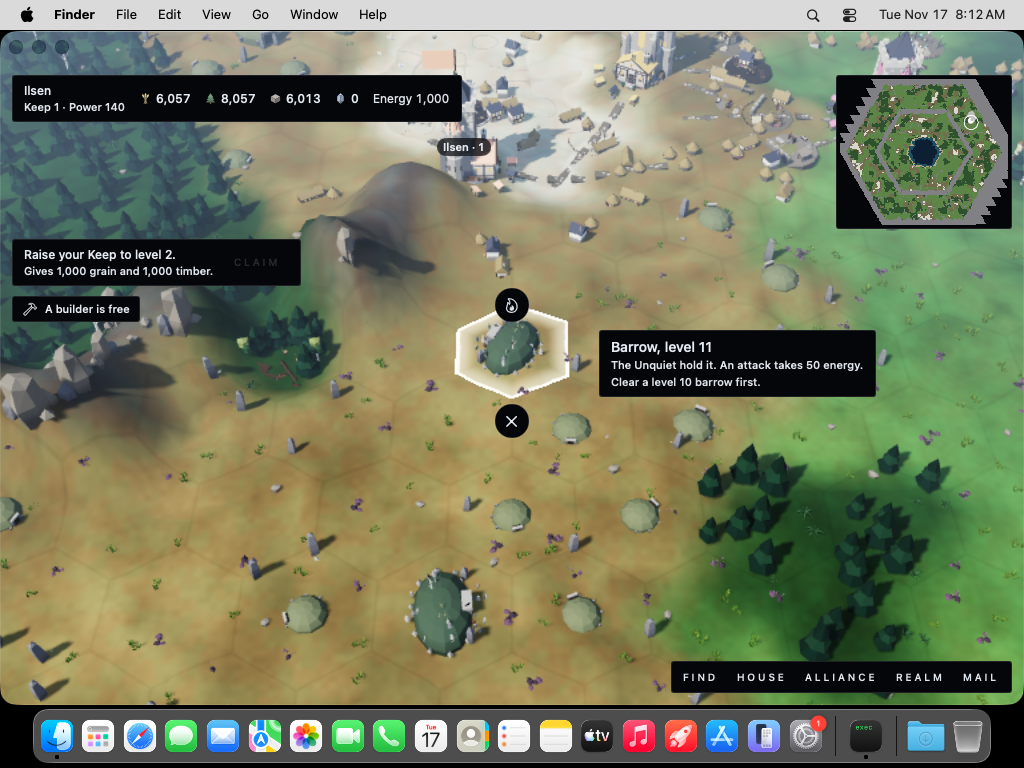 Finder File Edit View Go Window Help Tue Nov 17 8:12 AM
Ilsen
Keep 1 · Power 140
6,057 8,057 6,013 0 Energy 1,000
Ilsen · 1
Raise your Keep to level 2.
Gives 1,000 grain and 1,000 timber.
CLAIM
A builder is free
Barrow, level 11
The Unquiet hold it. An attack takes 50 energy.
Clear a level 10 barrow first.
FIND HOUSE ALLIANCE REALM MAIL
Tue
17
tv
1
exec